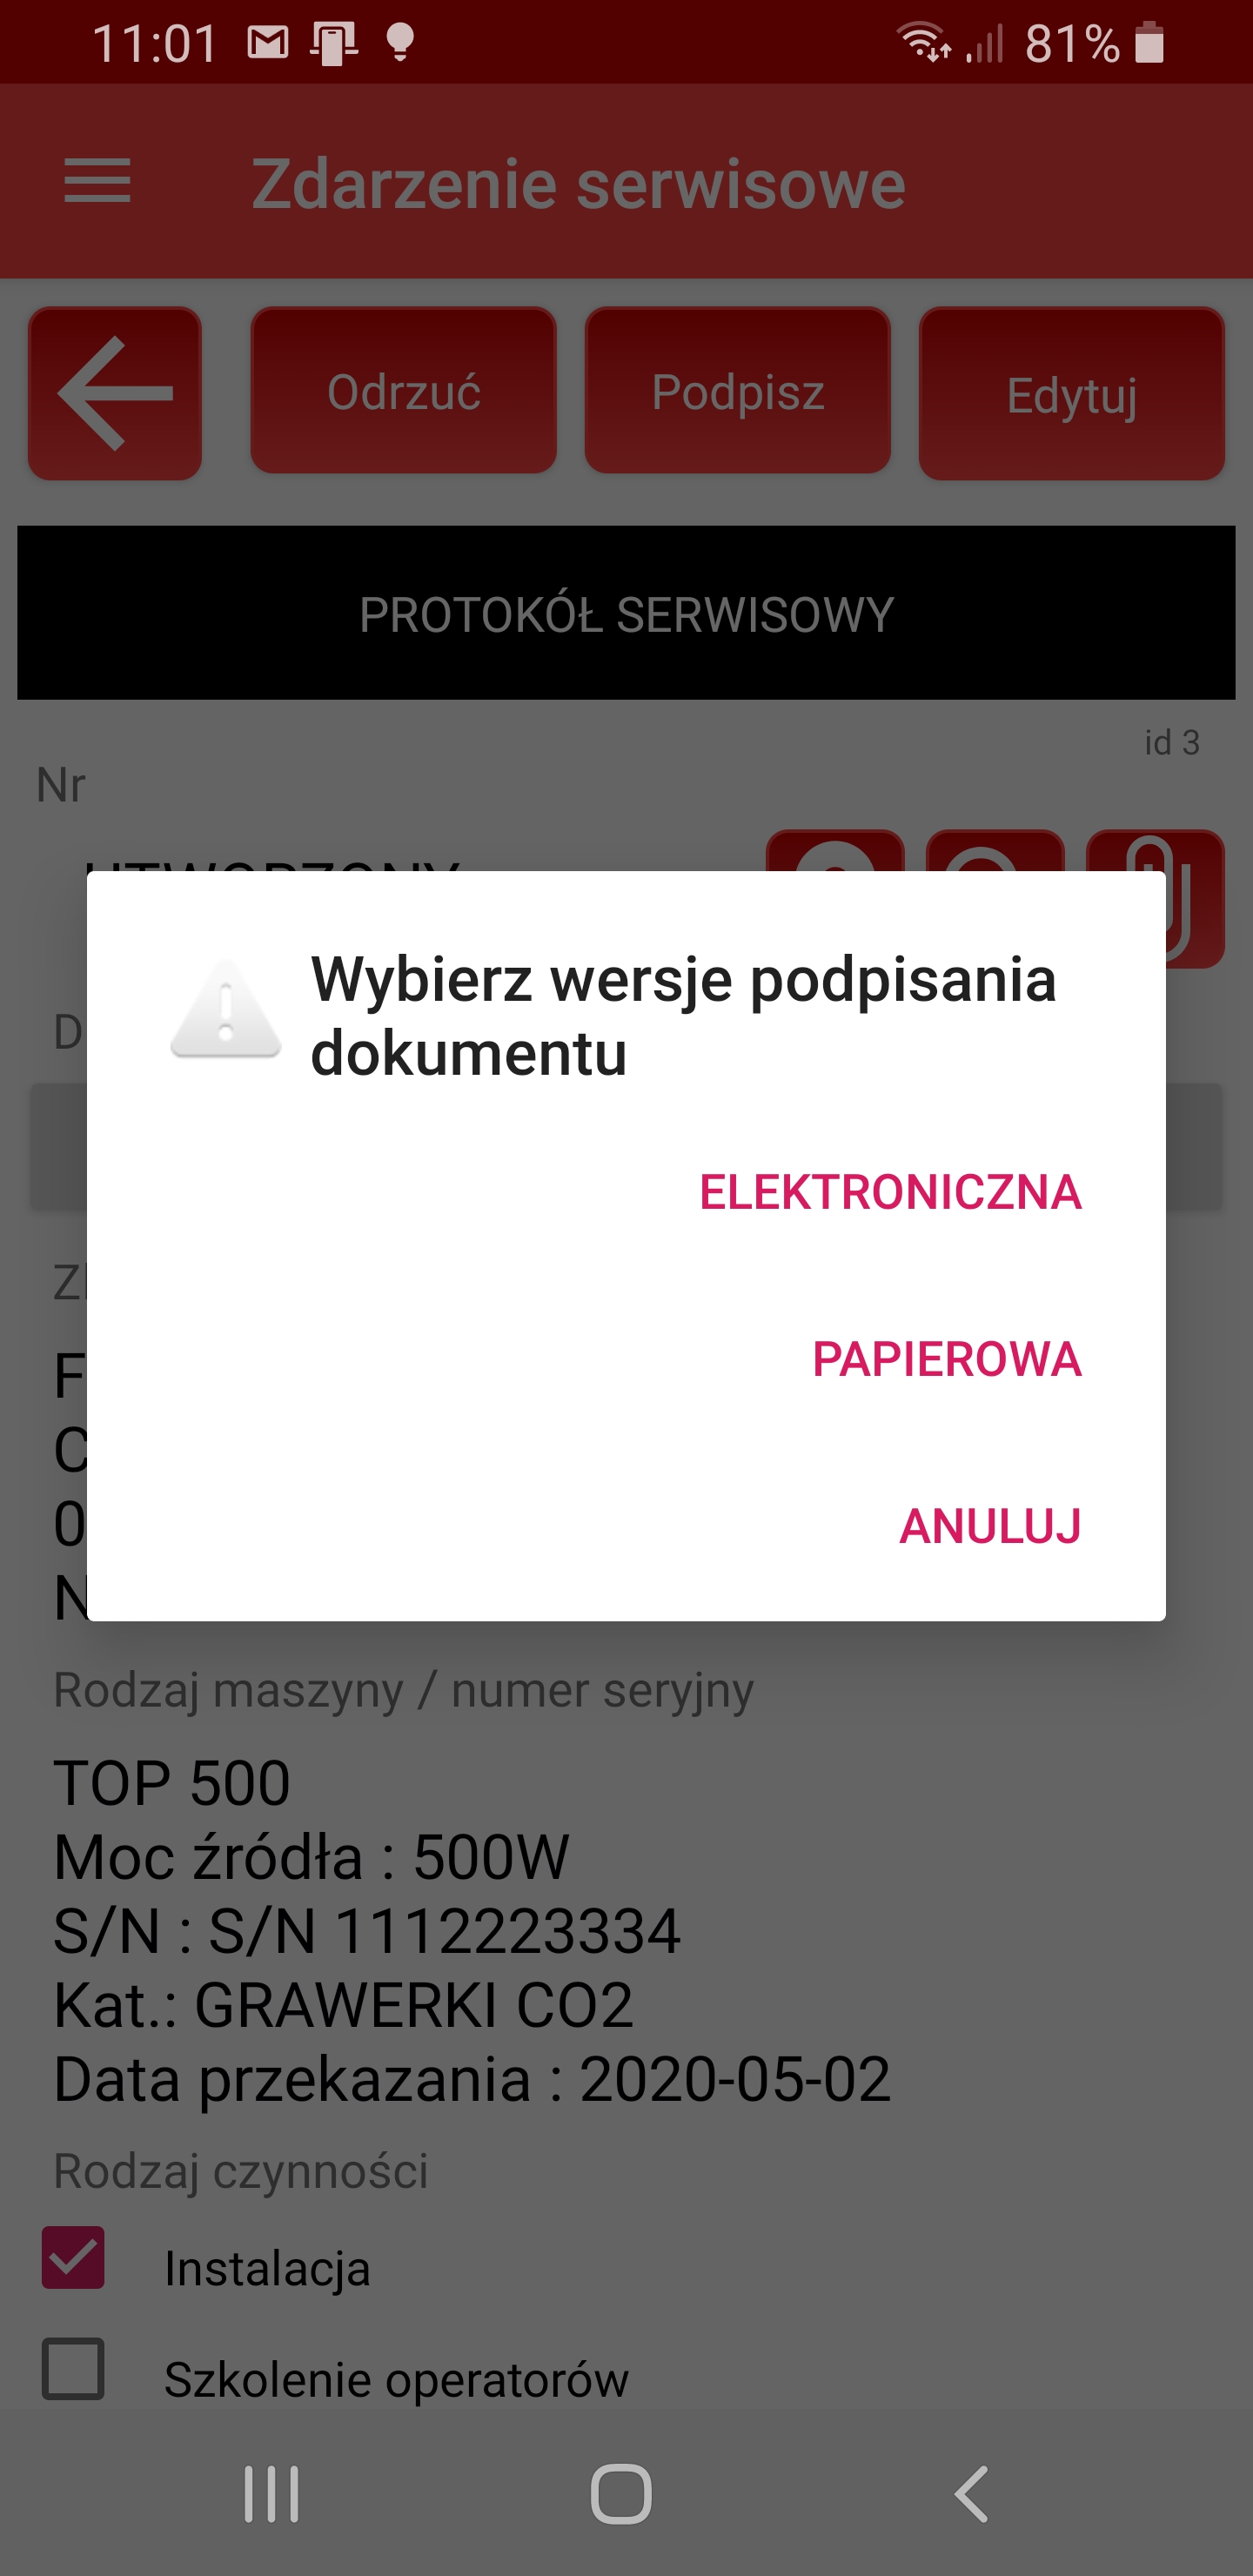 11:01 81%
Zdarzenie serwisowe
Odrzuć Podpisz Edytuj
PROTOKÓŁ SERWISOWY
id 3
Nr
Wybierz wersje podpisania
dokumentu
ELEKTRONICZNA
PAPIEROWA
ANULUJ
Rodzaj maszyny / numer seryjny
TOP 500
Moc źródła : 500W
S/N : S/N 1112223334
Kat.: GRAWERKI CO2
Data przekazania : 2020-05-02
Rodzaj czynności
Instalacja
Szkolenie operatorów